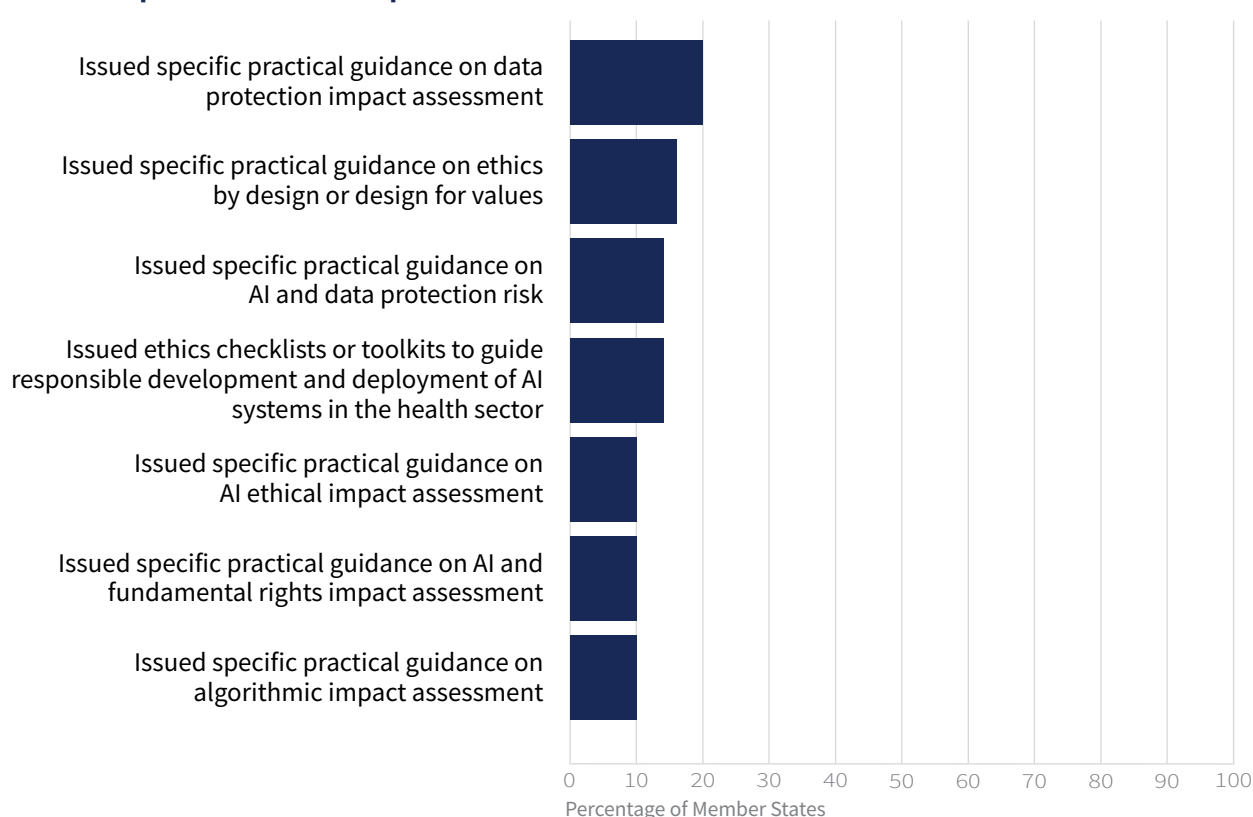 Issued specific practical guidance on data
protection impact assessment
Issued specific practical guidance on ethics
by design or design for values
Issued specific practical guidance on
AI and data protection risk
Issued ethics checklists or toolkits to guide
responsible development and deployment of AI
systems in the health sector
Issued specific practical guidance on
AI ethical impact assessment
Issued specific practical guidance on AI and
fundamental rights impact assessment
Issued specific practical guidance on
algorithmic impact assessment
0 10 20 30 40 50 60 70 80 90 100
Percentage of Member States